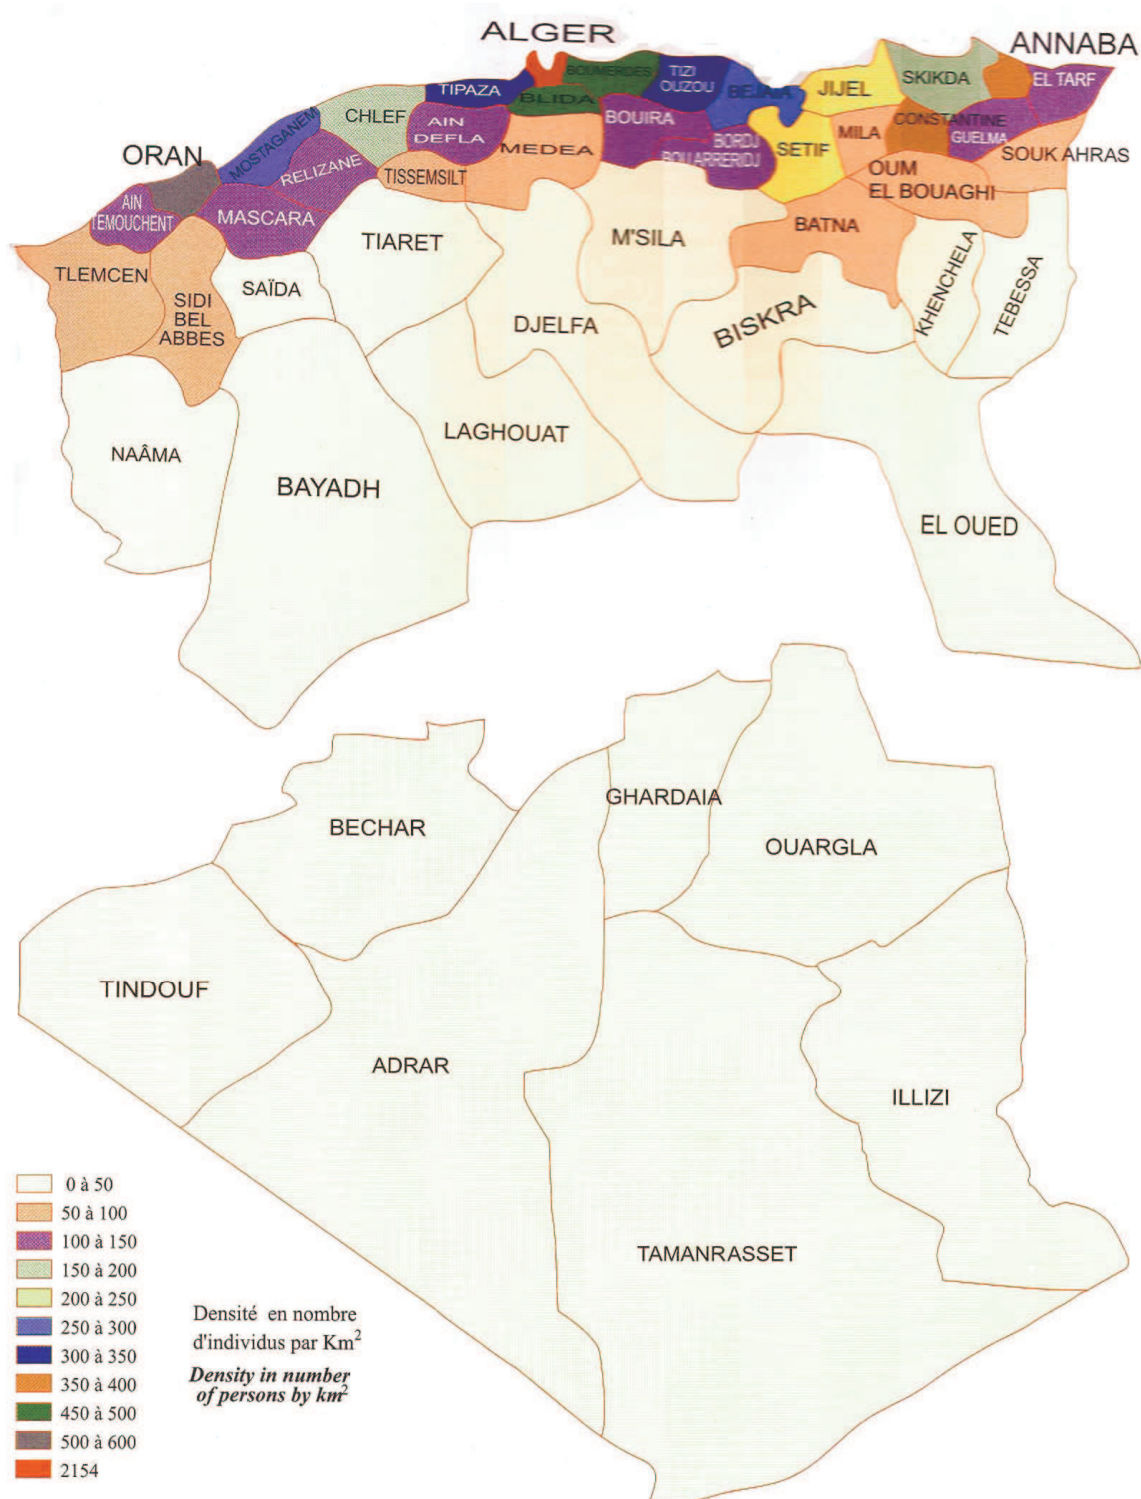 ALGER
ANNABA
ORAN
TIPAZA
BOUMERDES
BLIDA
TIZI
OUZOU
BEJAIA
JIJEL
SKIKDA
EL TARF
MOSTAGANEM
CHLEF
AIN
DEFLA
MEDEA
BOUIRA
BORDJ
BOU ARRERIDJ
SETIF
MILA
CONSTANTINE
GUELMA
SOUK AHRAS
OUM
EL BOUAGHI
RELIZANE
TISSEMSILT
AIN
TEMOUCHENT
MASCARA
TIARET
M'SILA
BATNA
KHENCHELA
TEBESSA
TLEMCEN
SIDI
BEL
ABBES
SAÏDA
DJELFA
BISKRA
NAÂMA
BAYADH
LAGHOUAT
EL OUED
BECHAR
GHARDAIA
OUARGLA
TINDOUF
ADRAR
ILLIZI
TAMANRASSET
0 à 50
50 à 100
100 à 150
150 à 200
200 à 250
250 à 300
300 à 350
350 à 400
450 à 500
500 à 600
2154
Densité en nombre
d'individus par Km²
Density in number
of persons by km²